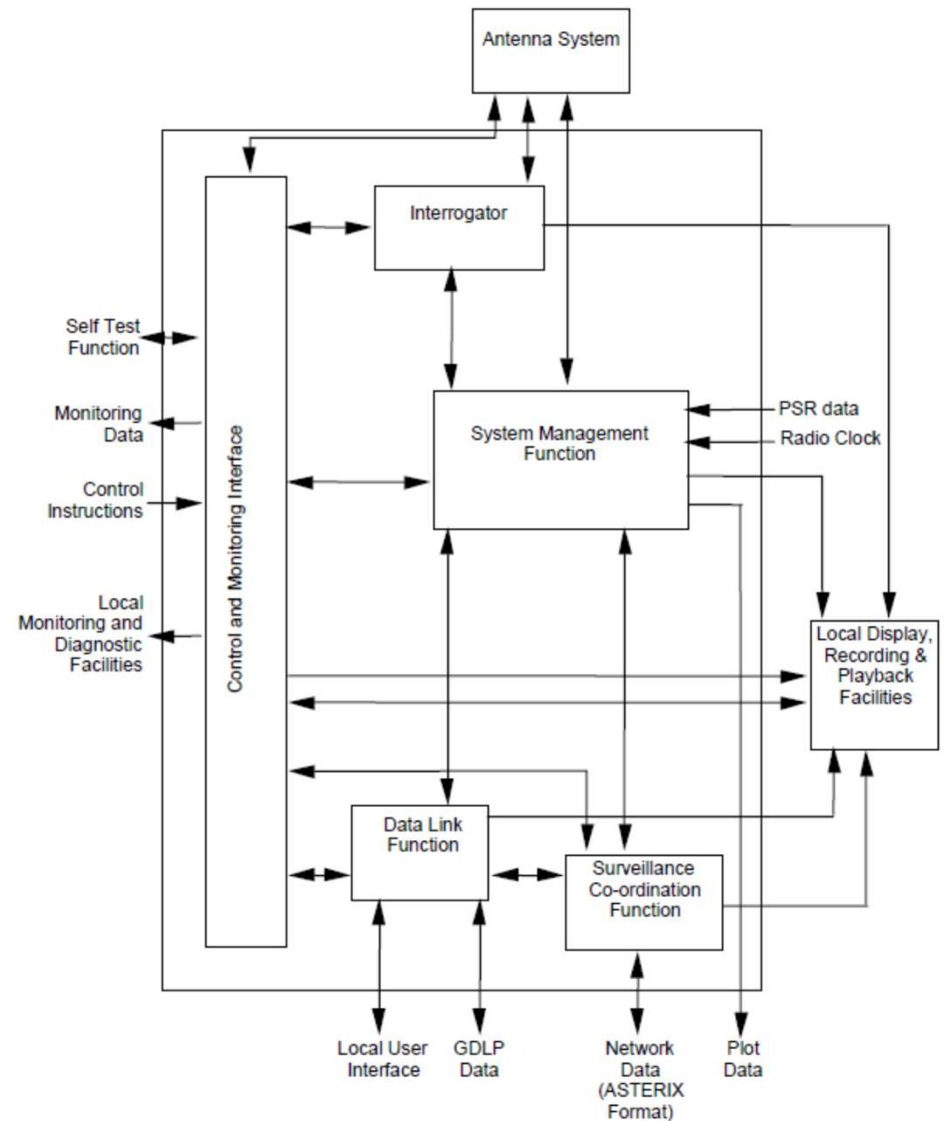 Antenna System
Interrogator
Self Test
Function
Monitoring
Data
Control
Instructions
Local
Monitoring and
Diagnostic
Facilities
Control and Monitoring Interface
System Management
Function
PSR data
Radio Clock
Local Display,
Recording &
Playback
Facilities
Data Link
Function
Surveillance
Co-ordination
Function
Local User
Interface
GDLP
Data
Network
Data
(ASTERIX
Format)
Plot
Data